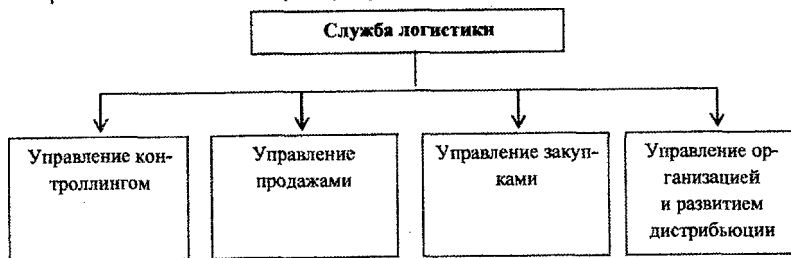 Служба логистики
Управление кон-
троллингом
Управление
продажами
Управление закуп-
ками
Управление ор-
ганизацией
и развитием
дистрибьюции